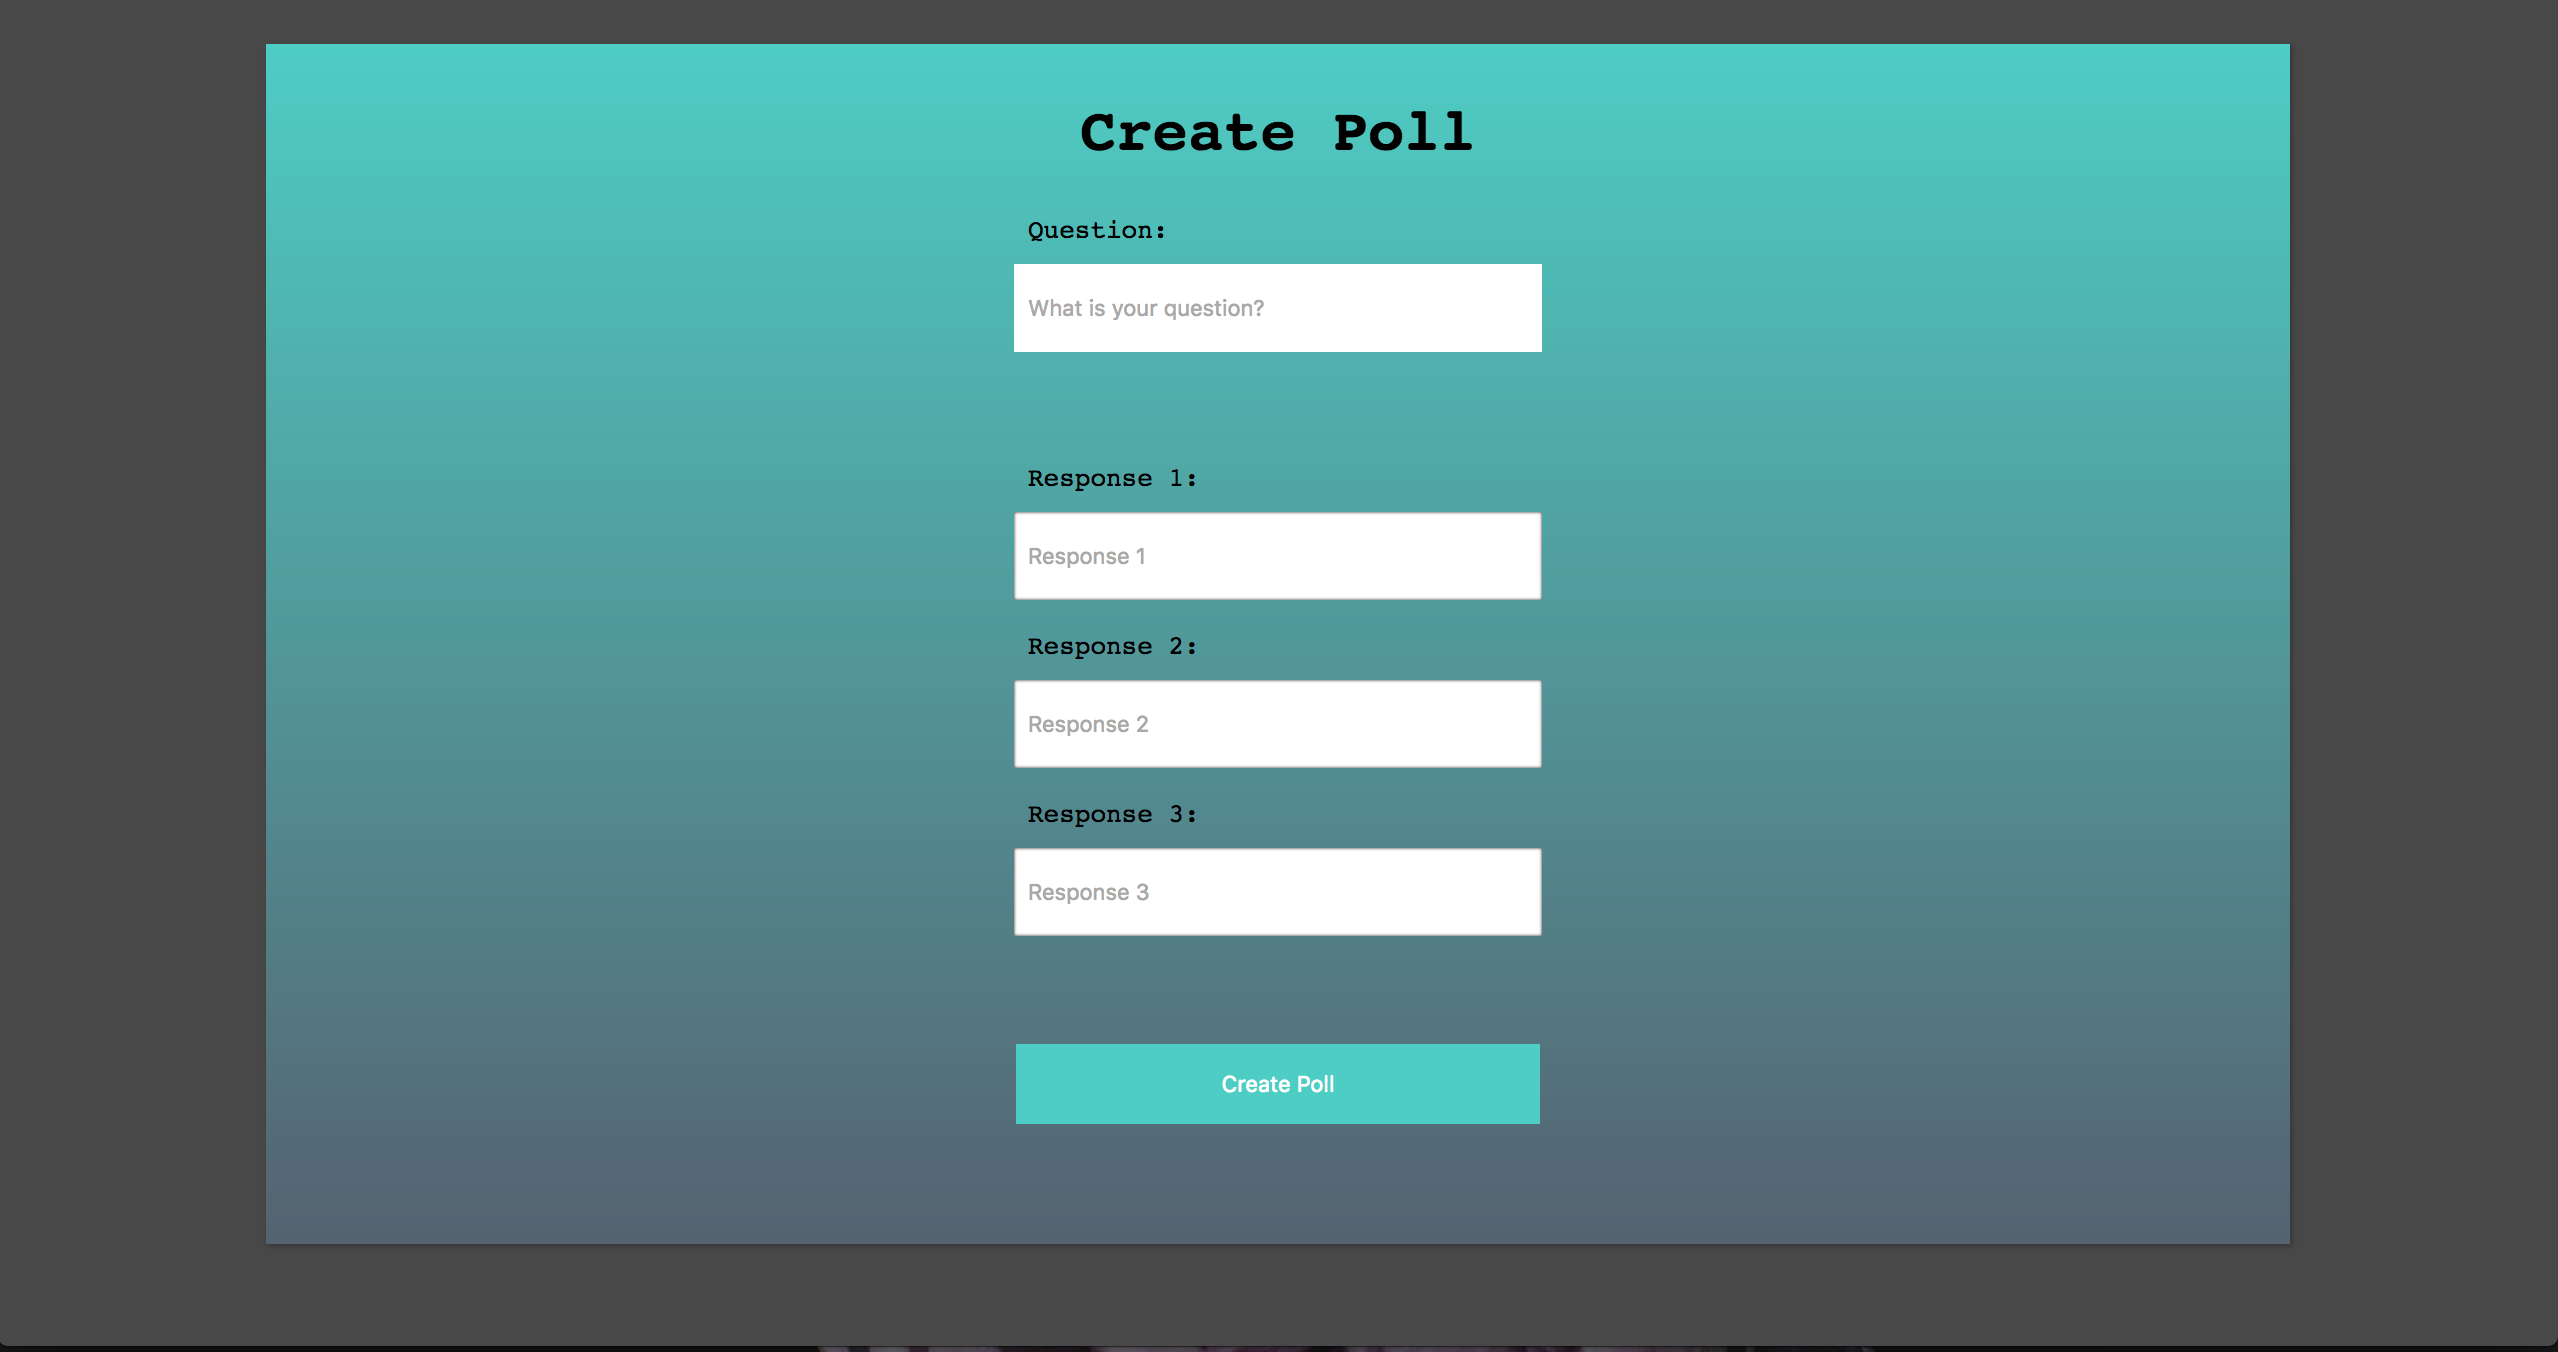 Create Poll
Question:
What is your question?
Response 1:
Response 1
Response 2:
Response 2
Response 3:
Response 3
Create Poll